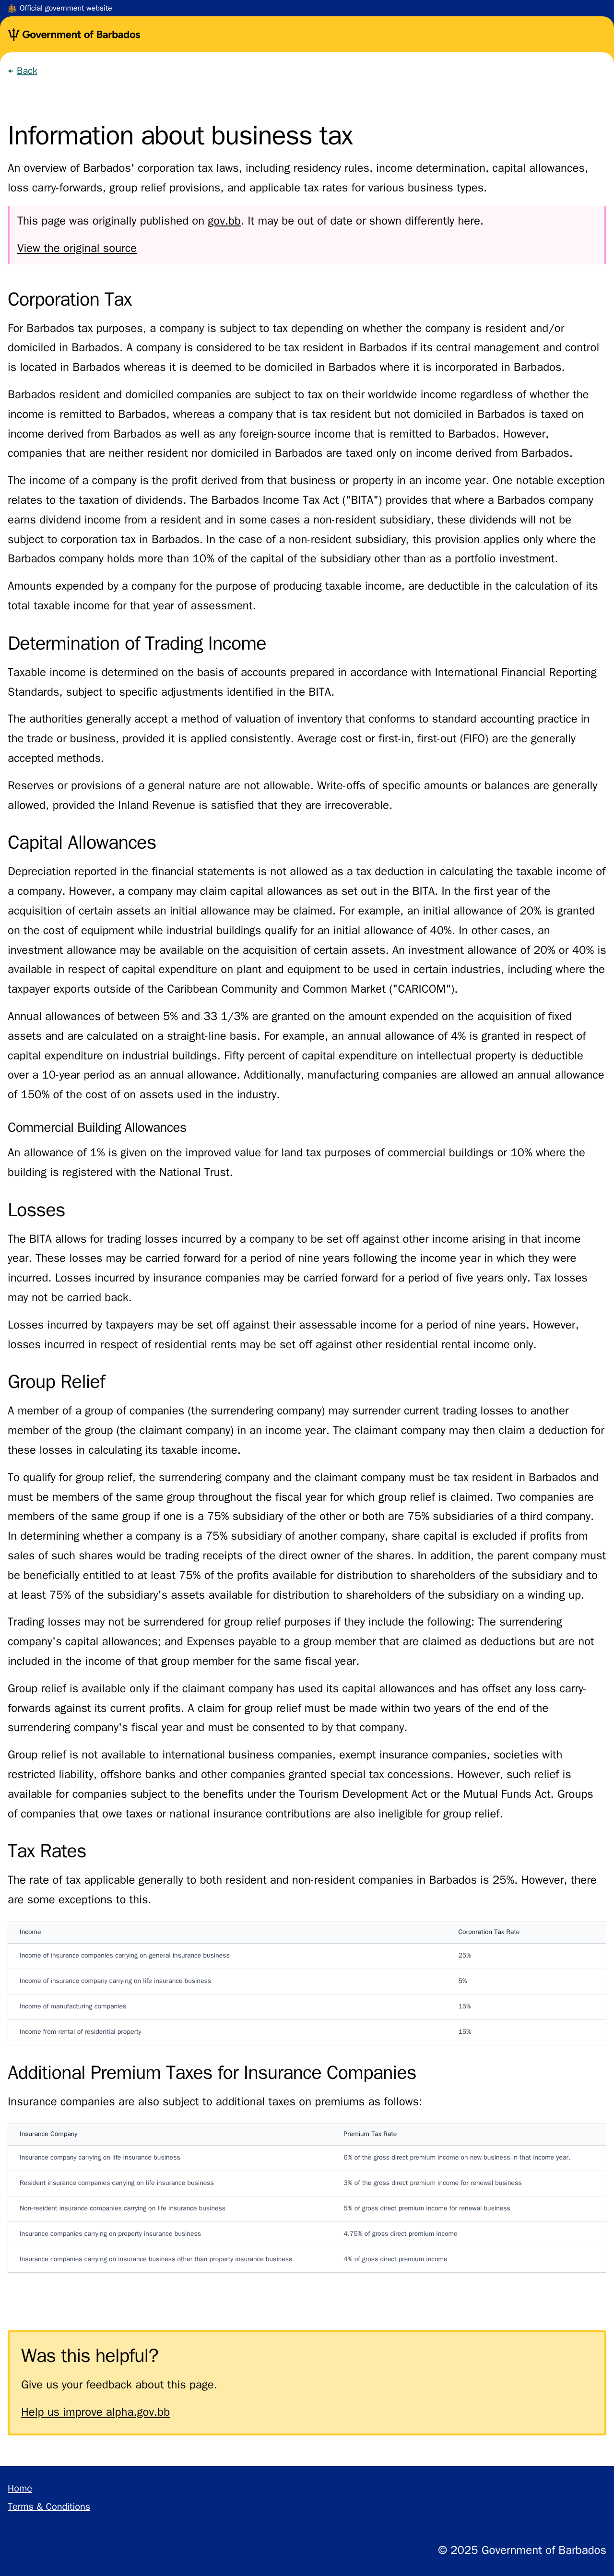 Official government website
Government of Barbados
← Back
Information about business tax
An overview of Barbados' corporation tax laws, including residency rules, income determination, capital allowances,
loss carry-forwards, group relief provisions, and applicable tax rates for various business types.
This page was originally published on gov.bb. It may be out of date or shown differently here.
View the original source
Corporation Tax
For Barbados tax purposes, a company is subject to tax depending on whether the company is resident and/or
domiciled in Barbados. A company is considered to be tax resident in Barbados if its central management and control
is located in Barbados whereas it is deemed to be domiciled in Barbados where it is incorporated in Barbados.
Barbados resident and domiciled companies are subject to tax on their worldwide income regardless of whether the
income is remitted to Barbados, whereas a company that is tax resident but not domiciled in Barbados is taxed on
income derived from Barbados as well as any foreign-source income that is remitted to Barbados. However,
companies that are neither resident nor domiciled in Barbados are taxed only on income derived from Barbados.
The income of a company is the profit derived from that business or property in an income year. One notable exception
relates to the taxation of dividends. The Barbados Income Tax Act ("BITA") provides that where a Barbados company
earns dividend income from a resident and in some cases a non-resident subsidiary, these dividends will not be
subject to corporation tax in Barbados. In the case of a non-resident subsidiary, this provision applies only where the
Barbados company holds more than 10% of the capital of the subsidiary other than as a portfolio investment.
Amounts expended by a company for the purpose of producing taxable income, are deductible in the calculation of its
total taxable income for that year of assessment.
Determination of Trading Income
Taxable income is determined on the basis of accounts prepared in accordance with International Financial Reporting
Standards, subject to specific adjustments identified in the BITA.
The authorities generally accept a method of valuation of inventory that conforms to standard accounting practice in
the trade or business, provided it is applied consistently. Average cost or first-in, first-out (FIFO) are the generally
accepted methods.
Reserves or provisions of a general nature are not allowable. Write-offs of specific amounts or balances are generally
allowed, provided the Inland Revenue is satisfied that they are irrecoverable.
Capital Allowances
Depreciation reported in the financial statements is not allowed as a tax deduction in calculating the taxable income of
a company. However, a company may claim capital allowances as set out in the BITA. In the first year of the
acquisition of certain assets an initial allowance may be claimed. For example, an initial allowance of 20% is granted
on the cost of equipment while industrial buildings qualify for an initial allowance of 40%. In other cases, an
investment allowance may be available on the acquisition of certain assets. An investment allowance of 20% or 40% is
available in respect of capital expenditure on plant and equipment to be used in certain industries, including where the
taxpayer exports outside of the Caribbean Community and Common Market ("CARICOM").
Annual allowances of between 5% and 33 1/3% are granted on the amount expended on the acquisition of fixed
assets and are calculated on a straight-line basis. For example, an annual allowance of 4% is granted in respect of
capital expenditure on industrial buildings. Fifty percent of capital expenditure on intellectual property is deductible
over a 10-year period as an annual allowance. Additionally, manufacturing companies are allowed an annual allowance
of 150% of the cost of on assets used in the industry.
Commercial Building Allowances
An allowance of 1% is given on the improved value for land tax purposes of commercial buildings or 10% where the
building is registered with the National Trust.
Losses
The BITA allows for trading losses incurred by a company to be set off against other income arising in that income
year. These losses may be carried forward for a period of nine years following the income year in which they were
incurred. Losses incurred by insurance companies may be carried forward for a period of five years only. Tax losses
may not be carried back.
Losses incurred by taxpayers may be set off against their assessable income for a period of nine years. However,
losses incurred in respect of residential rents may be set off against other residential rental income only.
Group Relief
A member of a group of companies (the surrendering company) may surrender current trading losses to another
member of the group (the claimant company) in an income year. The claimant company may then claim a deduction for
these losses in calculating its taxable income.
To qualify for group relief, the surrendering company and the claimant company must be tax resident in Barbados and
must be members of the same group throughout the fiscal year for which group relief is claimed. Two companies are
members of the same group if one is a 75% subsidiary of the other or both are 75% subsidiaries of a third company.
In determining whether a company is a 75% subsidiary of another company, share capital is excluded if profits from
sales of such shares would be trading receipts of the direct owner of the shares. In addition, the parent company must
be beneficially entitled to at least 75% of the profits available for distribution to shareholders of the subsidiary and to
at least 75% of the subsidiary's assets available for distribution to shareholders of the subsidiary on a winding up.
Trading losses may not be surrendered for group relief purposes if they include the following: The surrendering
company's capital allowances; and Expenses payable to a group member that are claimed as deductions but are not
included in the income of that group member for the same fiscal year.
Group relief is available only if the claimant company has used its capital allowances and has offset any loss carry-
forwards against its current profits. A claim for group relief must be made within two years of the end of the
surrendering company's fiscal year and must be consented to by that company.
Group relief is not available to international business companies, exempt insurance companies, societies with
restricted liability, offshore banks and other companies granted special tax concessions. However, such relief is
available for companies subject to the benefits under the Tourism Development Act or the Mutual Funds Act. Groups
of companies that owe taxes or national insurance contributions are also ineligible for group relief.
Tax Rates
The rate of tax applicable generally to both resident and non-resident companies in Barbados is 25%. However, there
are some exceptions to this.
Income Corporation Tax Rate
Income of insurance companies carrying on general insurance business 25%
Income of insurance company carrying on life insurance business 5%
Income of manufacturing companies 15%
Income from rental of residential property 15%
Additional Premium Taxes for Insurance Companies
Insurance companies are also subject to additional taxes on premiums as follows:
Insurance Company Premium Tax Rate
Insurance company carrying on life insurance business 6% of the gross direct premium income on new business in that income year.
Resident insurance companies carrying on life insurance business 3% of the gross direct premium income for renewal business
Non-resident insurance companies carrying on life insurance business 5% of gross direct premium income for renewal business
Insurance companies carrying on property insurance business 4.75% of gross direct premium income
Insurance companies carrying on insurance business other than property insurance business 4% of gross direct premium income
Was this helpful?
Give us your feedback about this page.
Help us improve alpha.gov.bb
Home
Terms & Conditions
© 2025 Government of Barbados